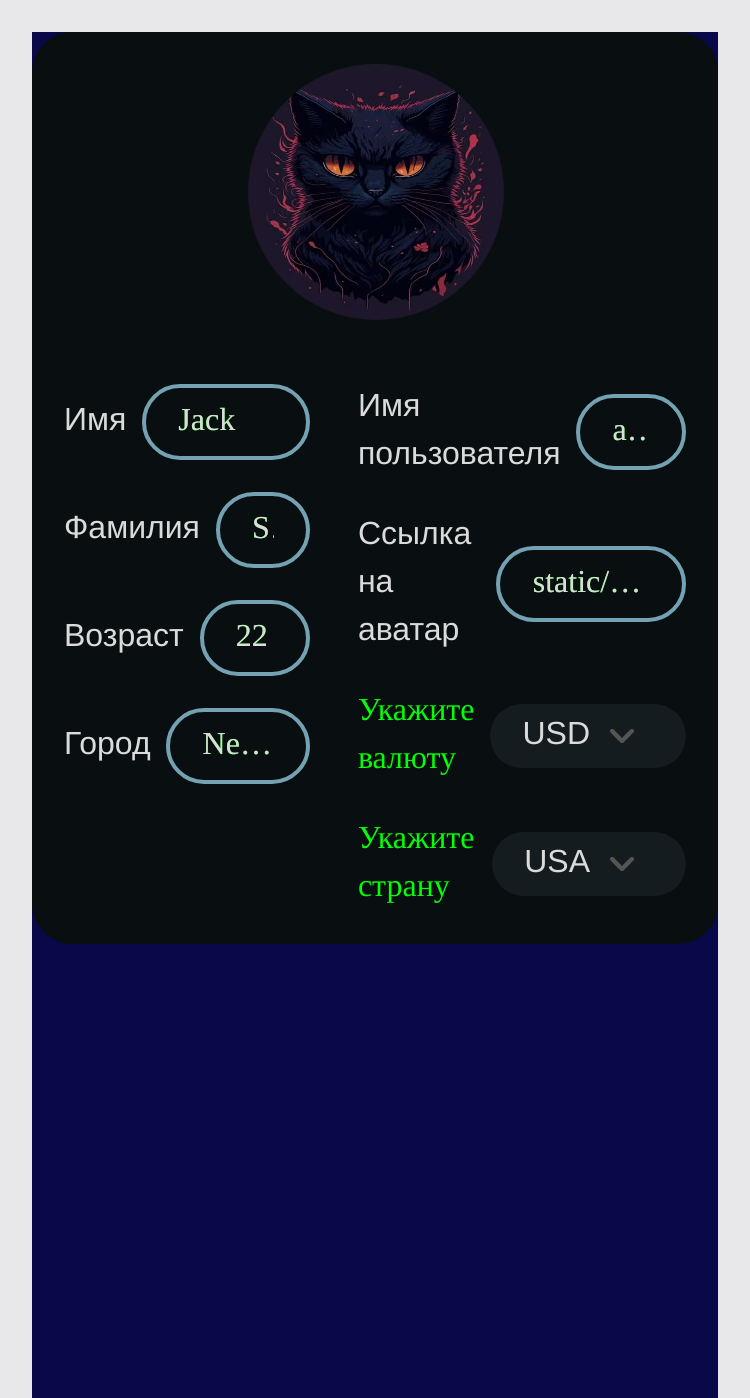 Имя
Jack
Фамилия
S.
Возраст
22
Город
Ne...
Имя
пользователя
a..
Ссылка
на
аватар
static/...
Укажите
валюту
USD
Укажите
страну
USA